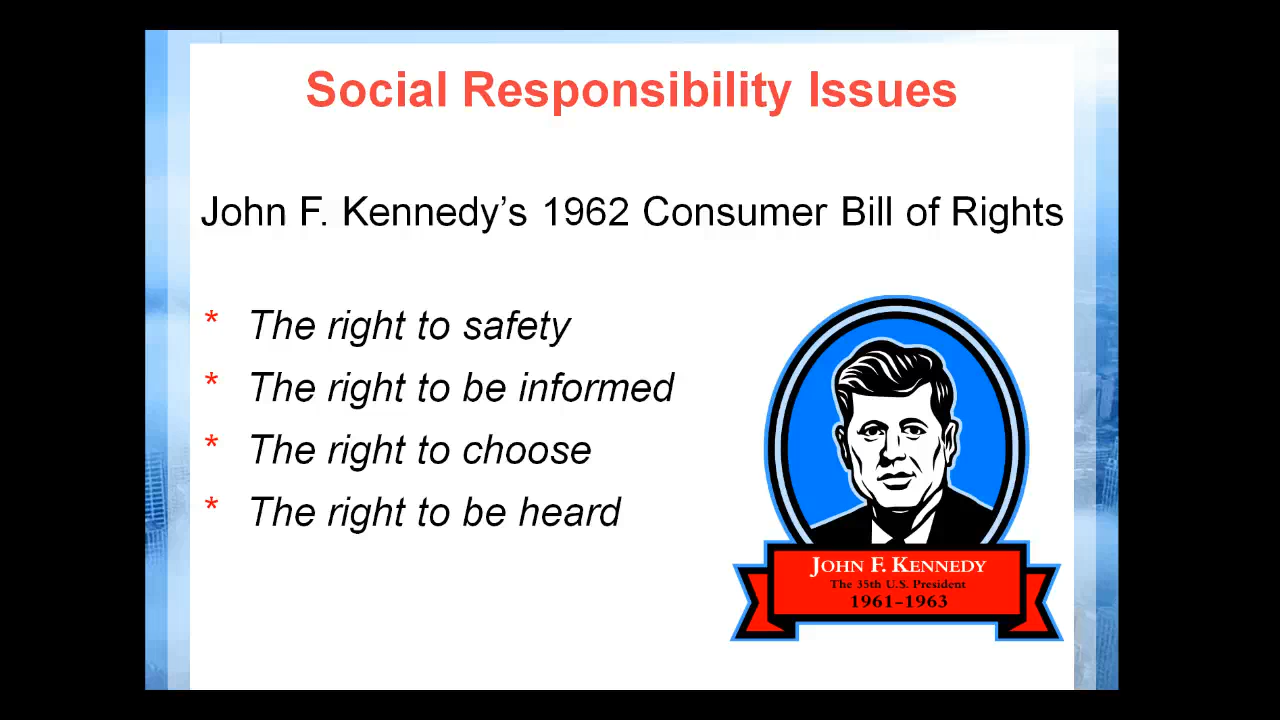 Social Responsibility Issues
John F. Kennedy’s 1962 Consumer Bill of Rights
* The right to safety
* The right to be informed
* The right to choose
* The right to be heard
JOHN F. KENNEDY
The 35th U.S. President
1961–1963